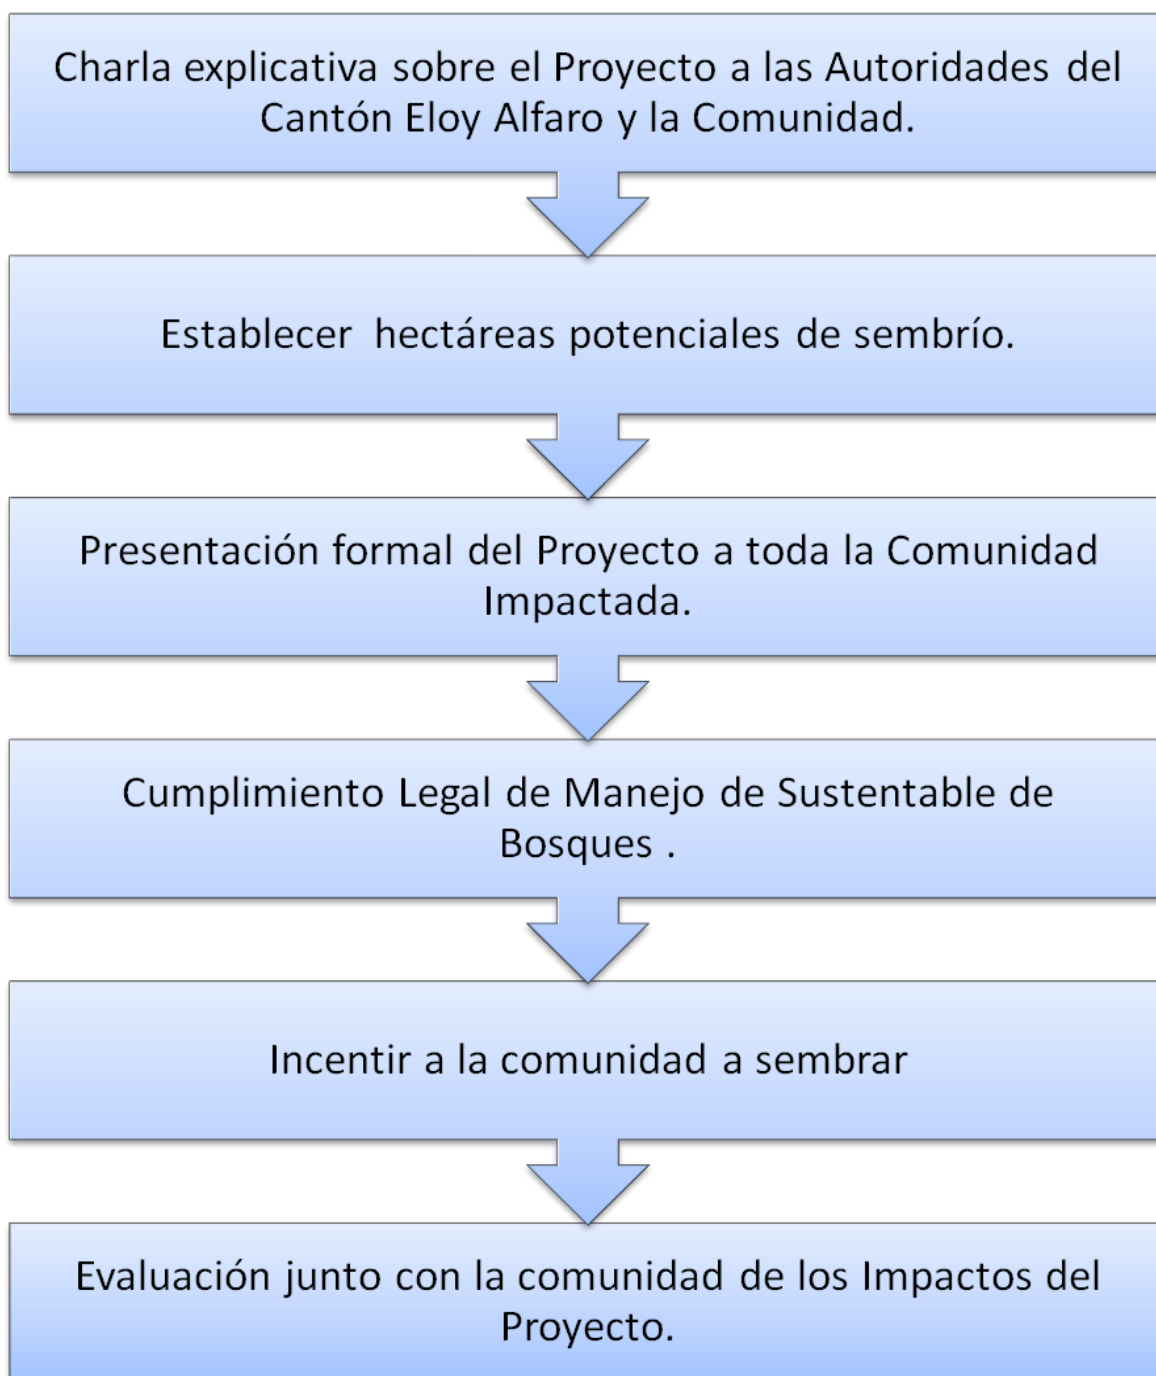 Charla explicativa sobre el Proyecto a las Autoridades del
Cantón Eloy Alfaro y la Comunidad.
Establecer hectáreas potenciales de sembrío.
Presentación formal del Proyecto a toda la Comunidad
Impactada.
Cumplimiento Legal de Manejo de Sustentable de
Bosques .
Incentir a la comunidad a sembrar
Evaluación junto con la comunidad de los Impactos del
Proyecto.